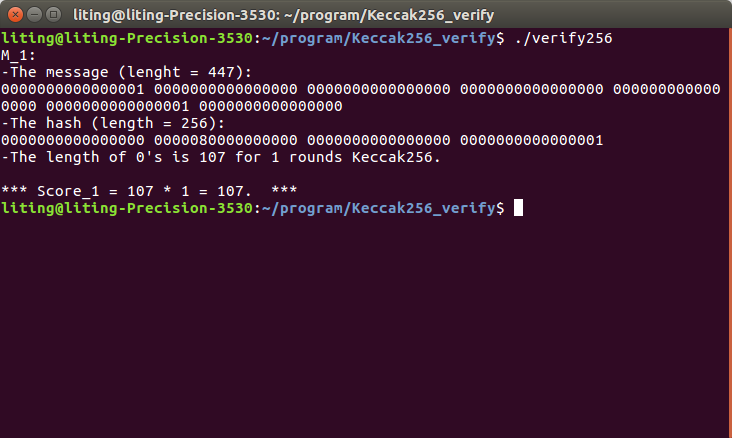 liting@liting-Precision-3530: ~/program/Keccak256_verify
liting@liting-Precision-3530:~/program/Keccak256_verify$ ./verify256
M_1:
-The message (lenght = 447):
0000000000000001 0000000000000000 0000000000000000 0000000000000000 000000000000
0000 0000000000000001 0000000000000000
-The hash (length = 256):
0000000000000000 0000080000000000 0000000000000000 0000000000000001
-The length of 0's is 107 for 1 rounds Keccak256.
*** Score_1 = 107 * 1 = 107.  ***
liting@liting-Precision-3530:~/program/Keccak256_verify$